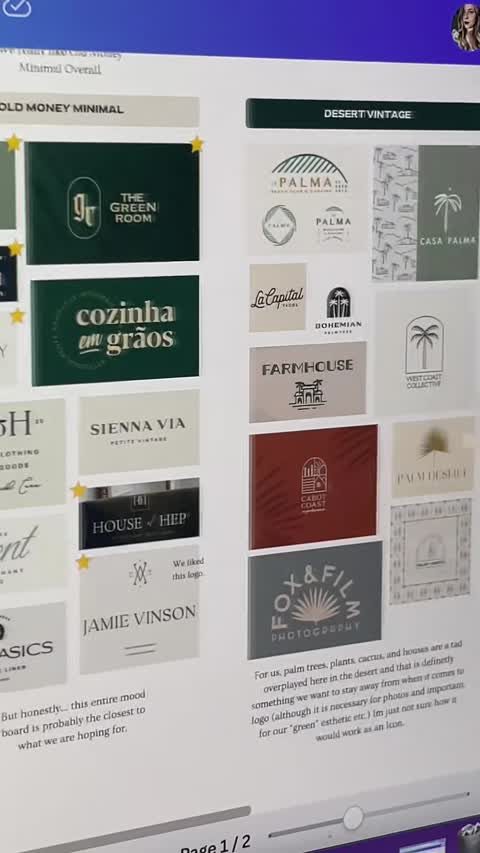 Minimal Overall
OLD MONEY MINIMAL
THE
GREEN
ROOM
cozinha
em grãos
SIENNA VIA
PETITE VINTAGE
LOTHING
GOODS
HOUSE of HEP
We liked
this logo.
JAMIE VINSON
ASICS
But honestly... this entire mood
board is probably the closest to
what we are hoping for.
DESERT VINTAGE
PALMA
PALMA
CASA PALMA
La Capital
BOHEMIAN
FARMHOUSE
WEST COAST
COLLECTIVE
CABOT
COAST
PALM DESERT
FOX & FILM
PHOTOGRAPHY
For us, palm trees, plants, cactus, and houses are a tad
overplayed here in the desert and that is definetly
something we want to stay away from when it comes to
logo (although it is necessary for photos and important
for our "green" esthetic etc.) Im just not sure how it
would work as an Icon.
Page 1 / 2